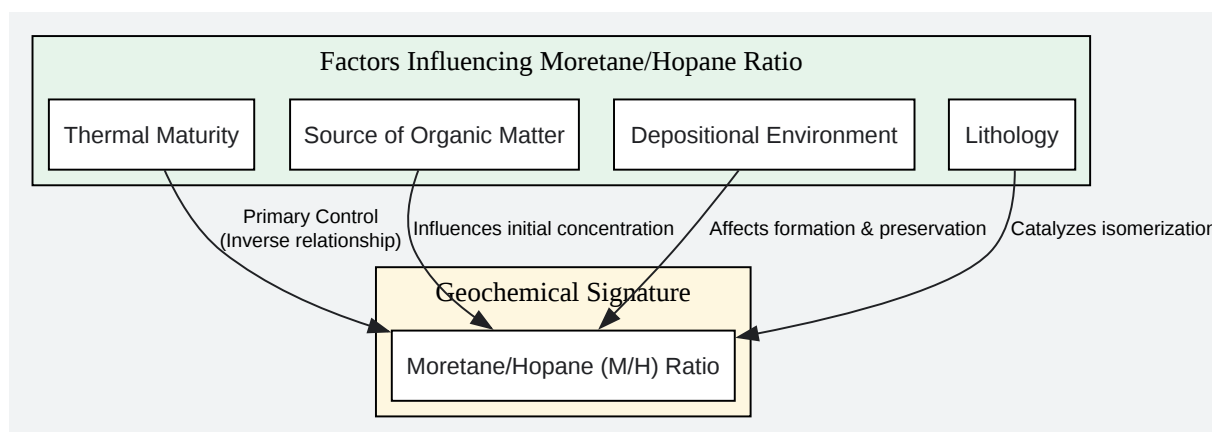 Factors Influencing Moretane/Hopane Ratio
Thermal Maturity
Source of Organic Matter
Depositional Environment
Lithology
Primary Control
(Inverse relationship)
Influences initial concentration
Affects formation & preservation
Catalyzes isomerization
Geochemical Signature
Moretane/Hopane (M/H) Ratio